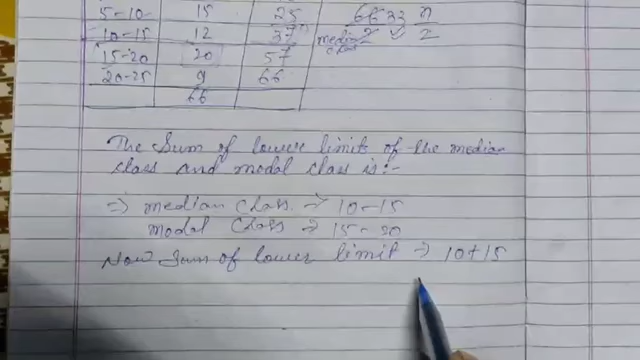 5-10 15 25 66 33 n
10-15 12 37 median 2
15-20 20 57 class
20-25 9 66
66
The Sum of lower limits of the median
class and modal class is:-
⇒ median class → 10-15
modal class → 15-20
Now Sum of lower limit → 10+15